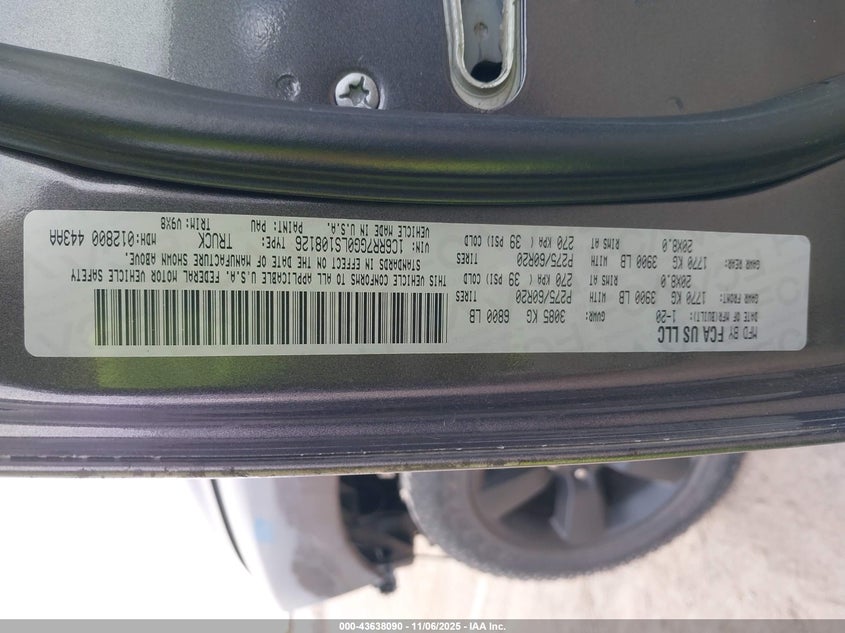 MFD BY FCA US LLC
DATE OF MFR(BUILT): 1-20 GVWR: 3085 KG 6800 LB
GAWR FRONT: 1770 KG 3900 LB WITH P275/60R20 TIRES
20X8.0 RIMS AT 270 KPA ( 39 PSI) COLD
GAWR REAR: 1770 KG 3900 LB WITH P275/60R20 TIRES
20X8.0 RIMS AT 270 KPA ( 39 PSI) COLD
THIS VEHICLE CONFORMS TO ALL APPLICABLE U.S.A. FEDERAL MOTOR VEHICLE SAFETY
STANDARDS IN EFFECT ON THE DATE OF MANUFACTURE SHOWN ABOVE.
VIN: 1C6RR7GG0LS108126 TYPE: TRUCK MDH: 012800 443AA
VEHICLE MADE IN U.S.A. PAINT: PAU TRIM: V9X8
000-43638090 - 11/06/2025 - IAA Inc.